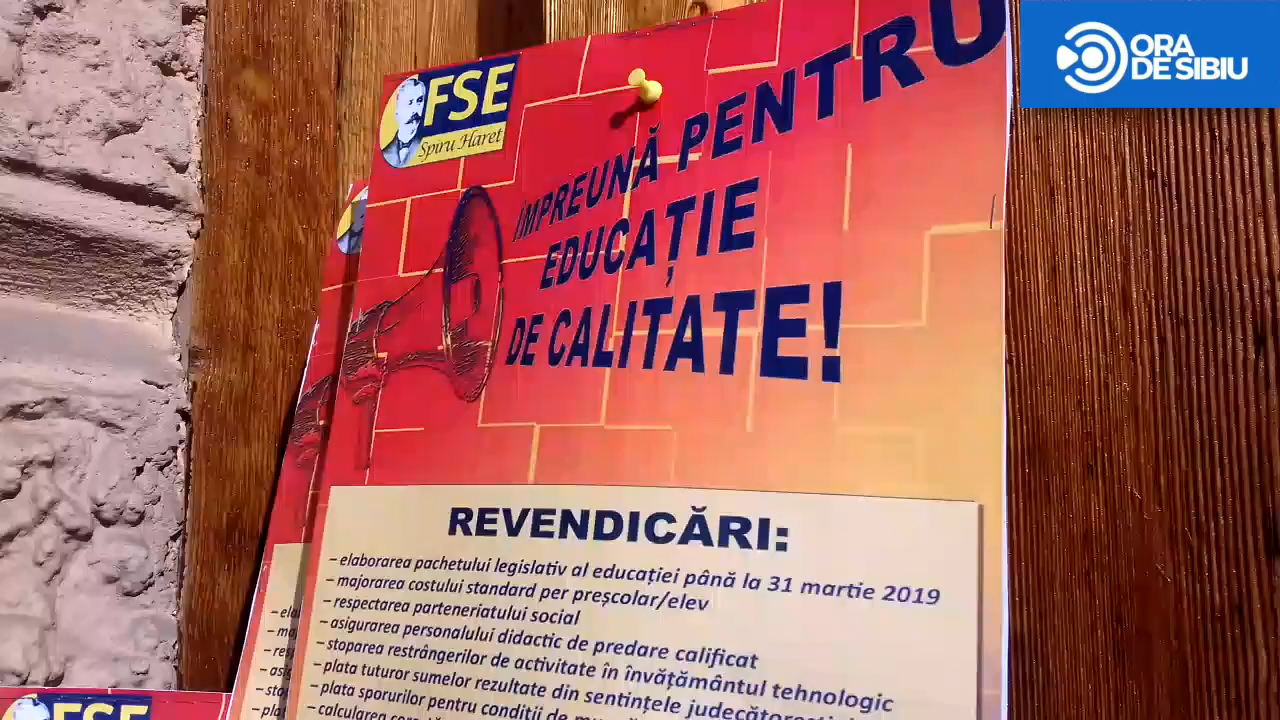 ORA
DE SIBIU
FSE
Spiru Haret
ÎMPREUNĂ PENTRU
EDUCAȚIE
DE CALITATE!
REVENDICĂRI:
– elaborarea pachetului legislativ al educației până la 31 martie 2019
– majorarea costului standard per preșcolar/elev
– respectarea parteneriatului social
– asigurarea personalului didactic de predare calificat
– stoparea restrângerilor de activitate în învățământul tehnologic
– plata tuturor sumelor rezultate din sentințele
– plata sporurilor pentru condiții de
– calcularea
FSE